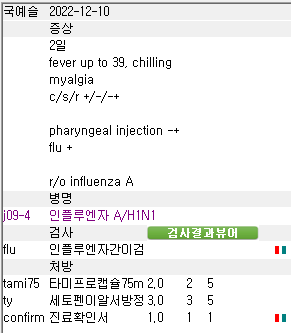 국예슬 2022-12-10
증상
2일
fever up to 39, chilling
myalgia
c/s/r +/-/-+
pharyngeal injection -+
flu +
r/o influenza A
병명
j09-4 인플루엔자 A/H1N1
검사 검사결과뷰어
flu 인플루엔자간이검
처방
tami75 타미프로캡슐75m 2,0 2 5
ty 세토펜이알서방정 3,0 3 5
confirm 진료확인서 1,0 1 1